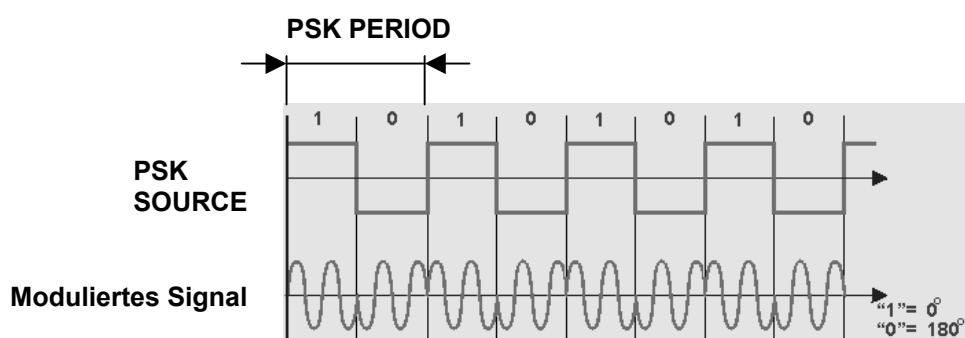 PSK PERIOD
1 0 1 0 1 0 1 0
PSK
SOURCE
Moduliertes Signal
“1”= 0°
“0”= 180°